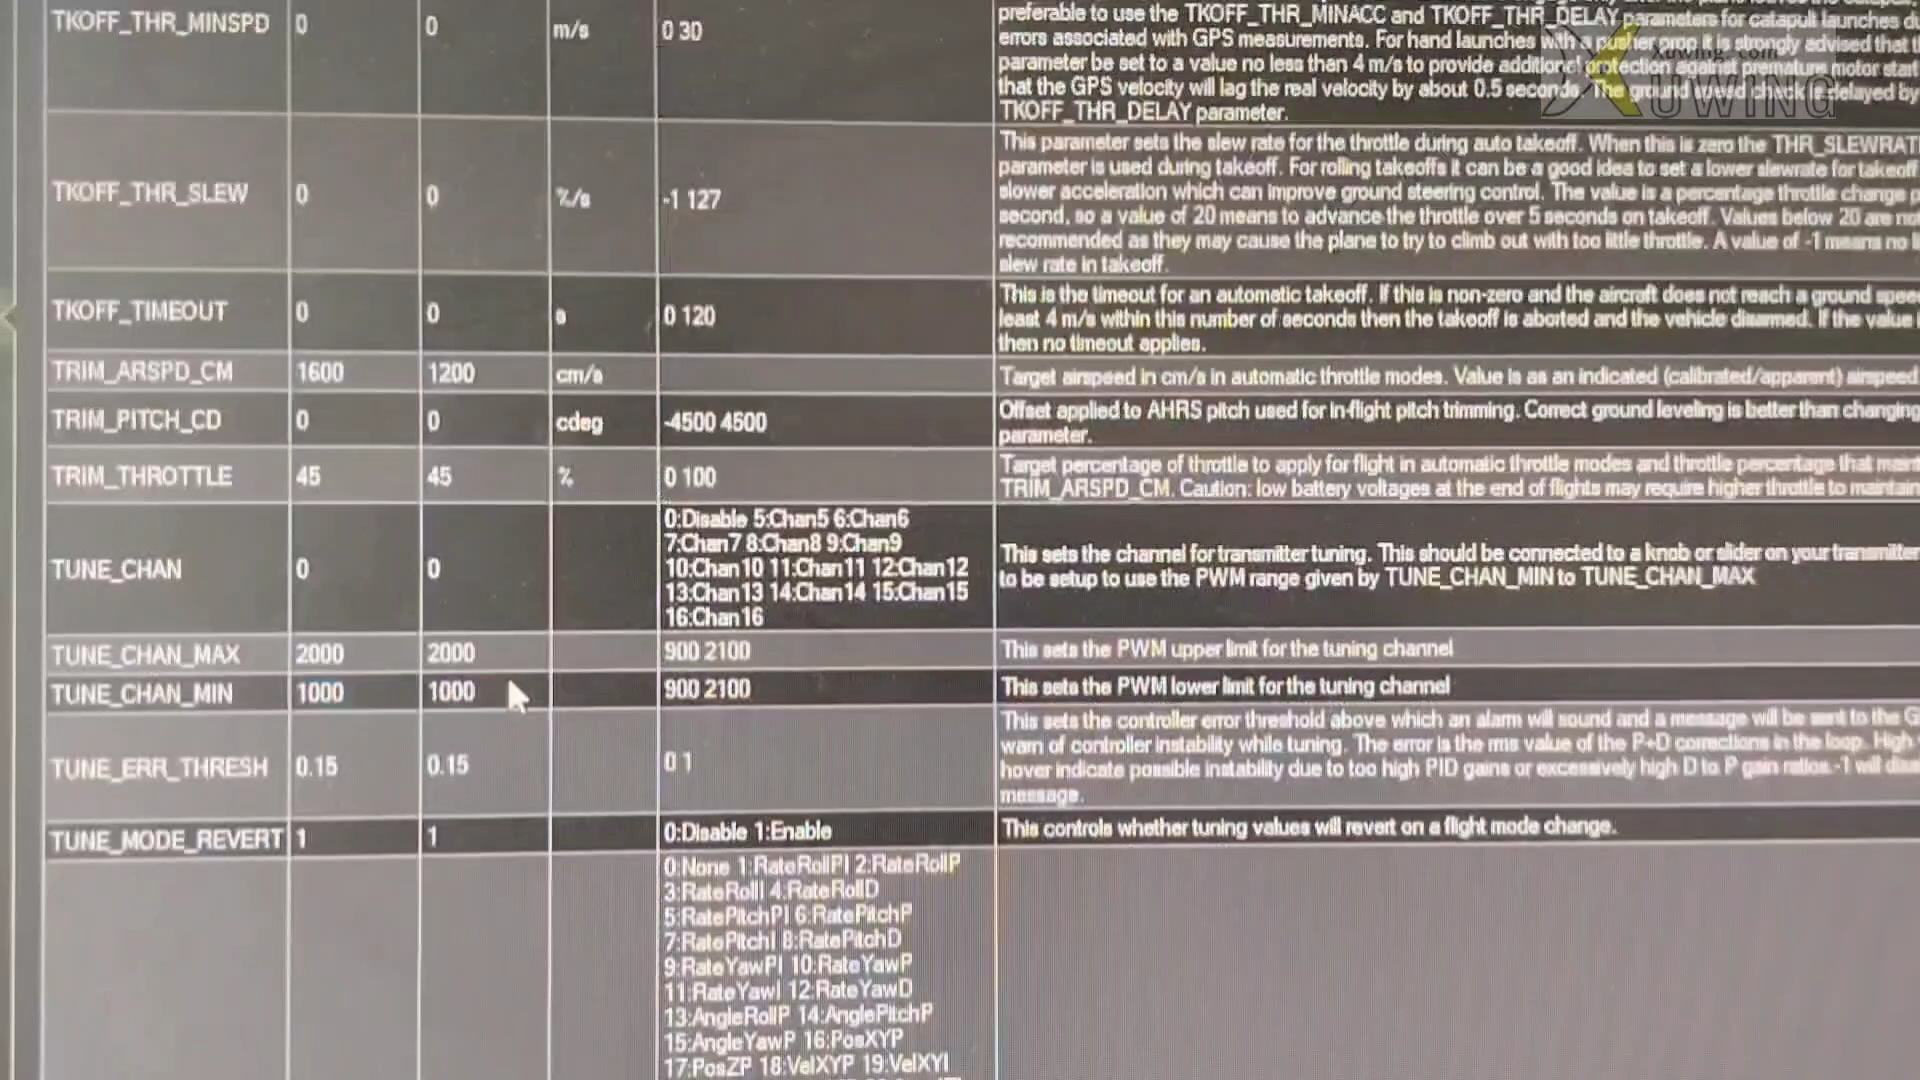 preferable to use the TKOFF_THR_MINACC and TKOFF_THR_DELAY parameters for catapult launches
TKOFF_THR_MINSPD 0 0 m/s 0 30
errors associated with GPS measurements. For hand launches with a pusher prop it is strongly advised that
parameter be set to a value no less than 4 m/s to provide additional protection against premature motor start
that the GPS velocity will lag the real velocity by about 0.5 seconds. The ground speed check is delayed by
TKOFF_THR_DELAY parameter.
XUWING
This parameter sets the slew rate for the throttle during auto takeoff. When this is zero the THR_SLEWRAT
parameter is used during takeoff. For rolling takeoffs it can be a good idea to set a lower slewrate for takeoff
TKOFF_THR_SLEW 0 0 %/s -1 127
slower acceleration which can improve ground steering control. The value is a percentage throttle change p
second, so a value of 20 means to advance the throttle over 5 seconds on takeoff. Values below 20 are not
recommended as they may cause the plane to try to climb out with too little throttle. A value of -1 means no
slew rate in takeoff.
This is the timeout for an automatic takeoff. If this is non-zero and the aircraft does not reach a ground spee
TKOFF_TIMEOUT 0 0 s 0 120
least 4 m/s within this number of seconds then the takeoff is aborted and the vehicle disarmed. If the value
then no timeout applies.
TRIM_ARSPD_CM 1600 1200 cm/s Target airspeed in cm/s in automatic throttle modes. Value is as an indicated (calibrated/apparent) airspeed
TRIM_PITCH_CD 0 0 cdeg -4500 4500 Offset applied to AHRS pitch used for in-flight pitch trimming. Correct ground leveling is better than changing
parameter.
TRIM_THROTTLE 45 45 % 0 100 Target percentage of throttle to apply for flight in automatic throttle modes and throttle percentage that
TRIM_ARSPD_CM. Caution: low battery voltages at the end of flights may require higher throttle to maintain
0:Disable 5:Chan5 6:Chan6
7:Chan7 8:Chan8 9:Chan9
TUNE_CHAN 0 0 10:Chan10 11:Chan11 12:Chan12
13:Chan13 14:Chan14 15:Chan15
16:Chan16
This sets the channel for transmitter tuning. This should be connected to a knob or slider on your transmitter
to be setup to use the PWM range given by TUNE_CHAN_MIN to TUNE_CHAN_MAX
TUNE_CHAN_MAX 2000 2000 900 2100 This sets the PWM upper limit for the tuning channel
TUNE_CHAN_MIN 1000 1000 900 2100 This sets the PWM lower limit for the tuning channel
This sets the controller error threshold above which an alarm will sound and a message will be sent to the G
warn of controller instability while tuning. The error is the rms value of the P+D corrections in the loop. High
TUNE_ERR_THRESH 0.15 0.15 0 1 hover indicate possible instability due to too high PID gains or excessively high D to P gain ratios.-1 will
message.
TUNE_MODE_REVERT 1 1 0:Disable 1:Enable This controls whether tuning values will revert on a flight mode change.
0:None 1:RateRollPI 2:RateRollP
3:RateRollI 4:RateRollD
5:RatePitchPI 6:RatePitchP
7:RatePitchI 8:RatePitchD
9:RateYawPI 10:RateYawP
11:RateYawI 12:RateYawD
13:AngleRollP 14:AnglePitchP
15:AngleYawP 16:PosXYP
17:PosZP 18:VelXYP 19:VelXYI